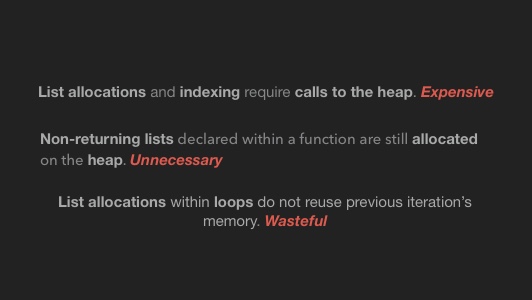 List allocations and indexing require calls to the heap. Expensive
Non-returning lists declared within a function are still allocated
on the heap. Unnecessary
List allocations within loops do not reuse previous iteration’s
memory. Wasteful